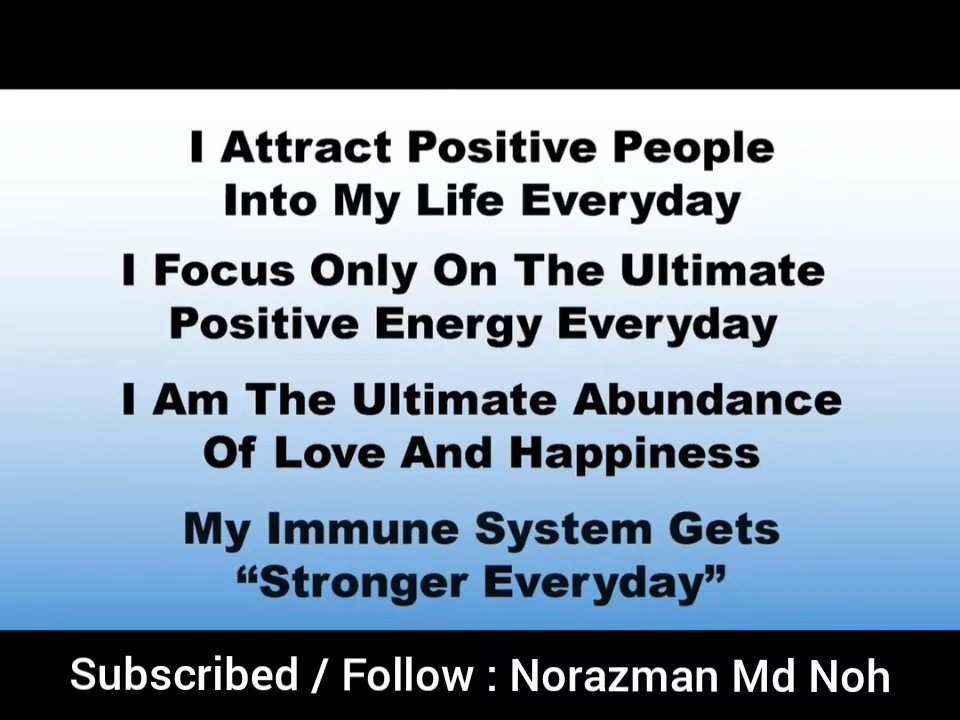 I Attract Positive People
Into My Life Everyday
I Focus Only On The Ultimate
Positive Energy Everyday
I Am The Ultimate Abundance
Of Love And Happiness
My Immune System Gets
“Stronger Everyday”
Subscribed / Follow : Norazman Md Noh